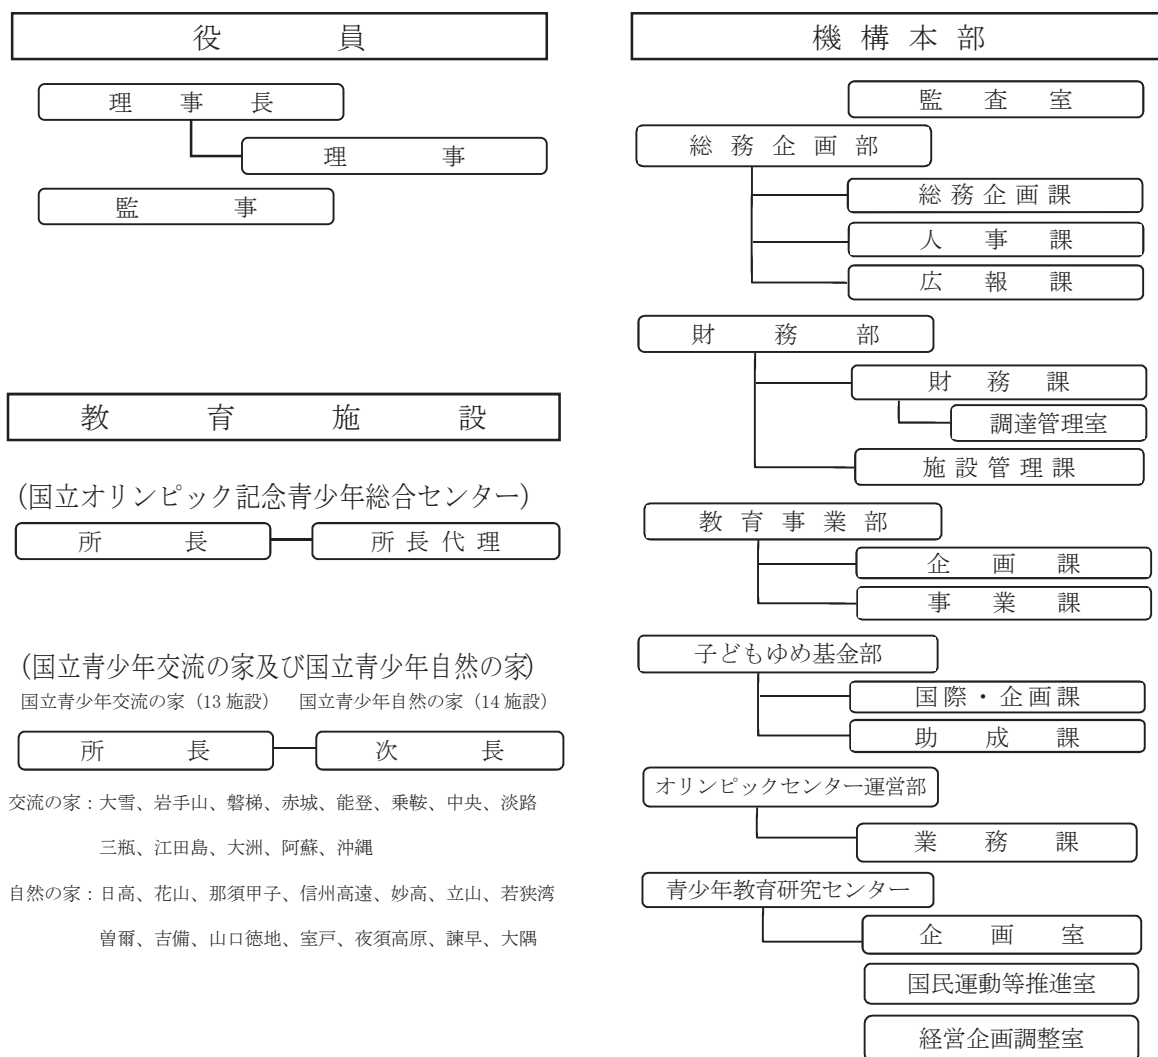 役員
理事長
理事
監事
教育施設
(国立オリンピック記念青少年総合センター)
所長
所長代理
(国立青少年交流の家及び国立青少年自然の家)
国立青少年交流の家（13 施設） 国立青少年自然の家（14 施設）
所長
次長
交流の家：大雪、岩手山、磐梯、赤城、能登、乗鞍、中央、淡路
三瓶、江田島、大洲、阿蘇、沖縄
自然の家：日高、花山、那須甲子、信州高遠、妙高、立山、若狭湾
曽爾、吉備、山口徳地、室戸、夜須高原、諫早、大隅
機構本部
監査室
総務企画部
総務企画課
人事課
広報課
財務部
財務課
調達管理室
施設管理課
教育事業部
企画課
事業課
子どもゆめ基金部
国際・企画課
助成課
オリンピックセンター運営部
業務課
青少年教育研究センター
企画室
国民運動等推進室
経営企画調整室